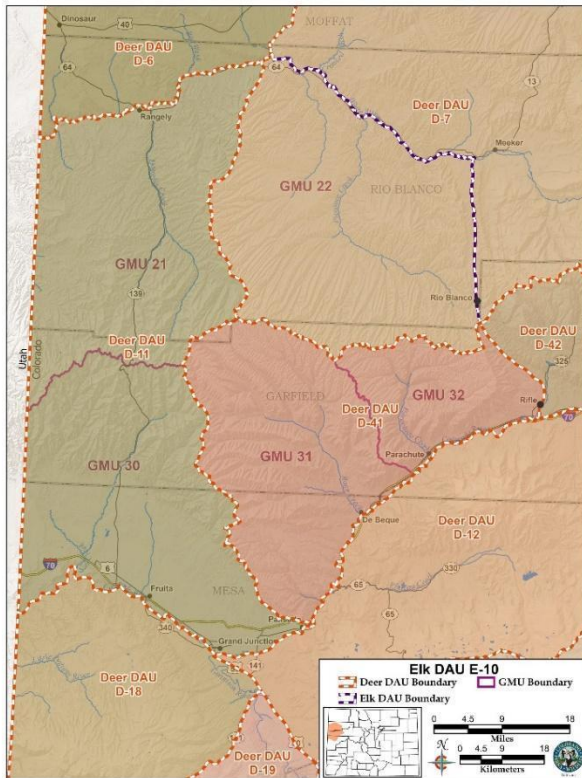 MOFFAT
Dinosaur
40
Deer DAU
D-6
64
64
13
Rangely
Deer DAU
D-7
Meeker
GMU 22
RIO BLANCO
GMU 21
139
Rio Blanco
Utah
Colorado
Deer DAU
D-11
Deer DAU
D-42
325
GARFIELD
GMU 32
Rifle
70
Deer DAU
D-41
Parachute
GMU 30
GMU 31
De Beque
Deer DAU
D-12
70
6
Fruita
MESA
65
330
65
340
Grand Junction
141
Deer DAU
D-18
Deer DAU
D-19
Elk DAU E-10
Deer DAU Boundary
GMU Boundary
Elk DAU Boundary
0 4.5 9 18
Miles
N
0 4.5 9 18
Kilometers